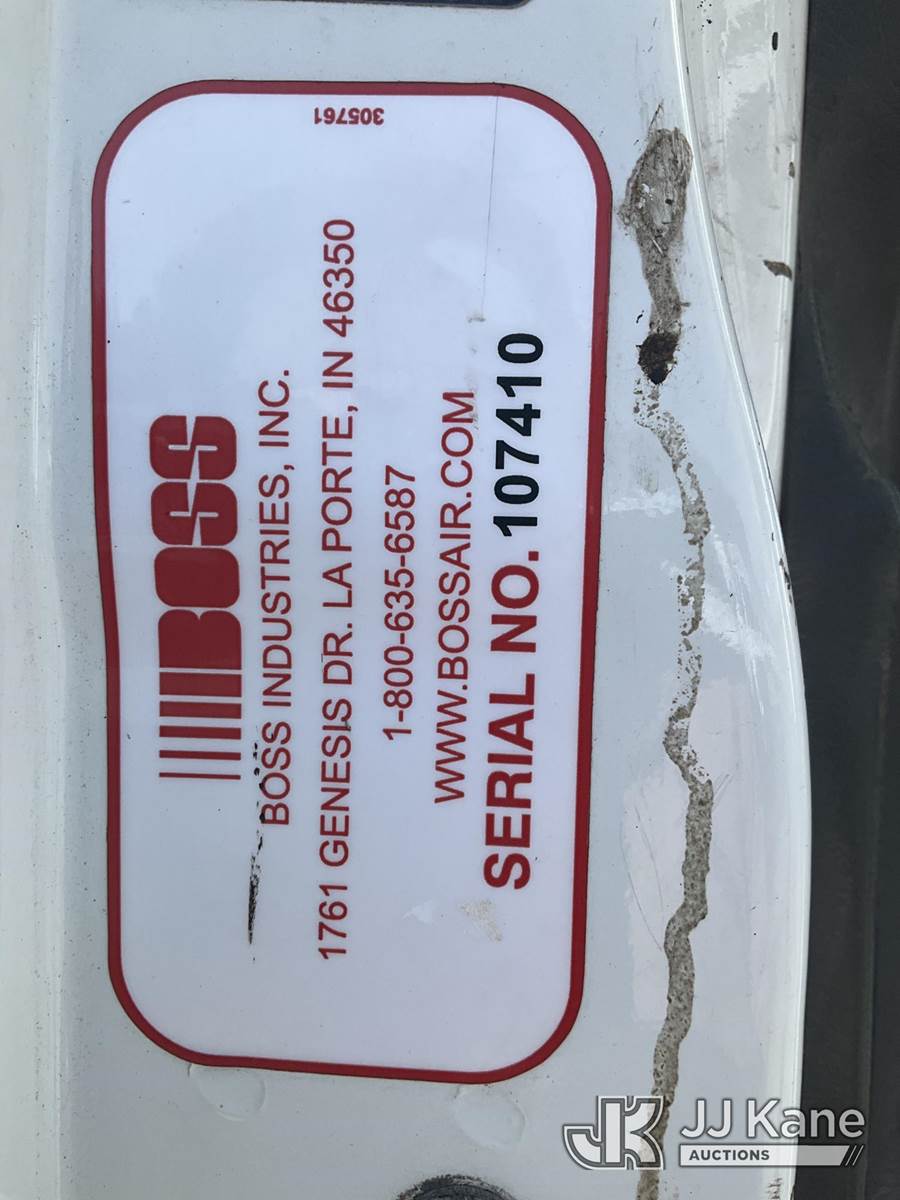 305761
BOSS
BOSS INDUSTRIES, INC.
1761 GENESIS DR. LA PORTE, IN 46350
1-800-635-6587
WWW.BOSSAIR.COM
SERIAL NO. 107410
JK JJ Kane
AUCTIONS